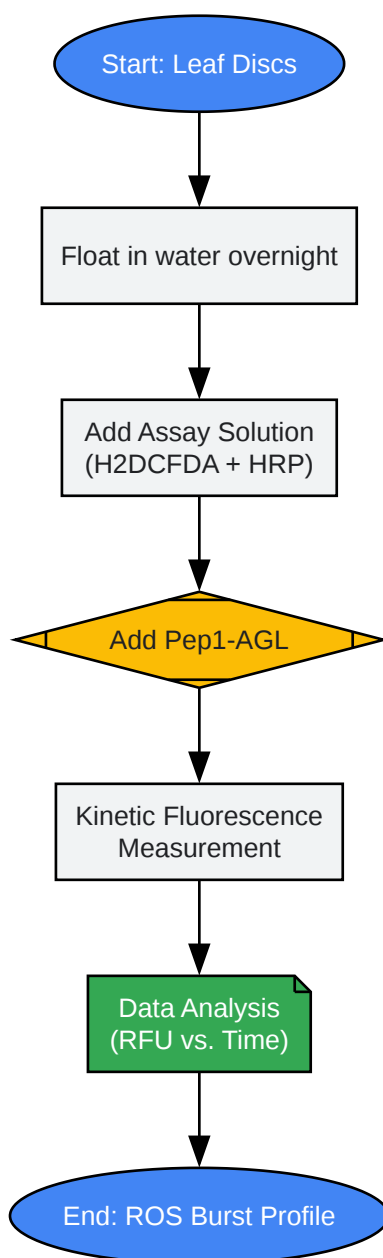 Start: Leaf Discs
Float in water overnight
Add Assay Solution
(H2DCFDA + HRP)
Add Pep1-AGL
Kinetic Fluorescence
Measurement
Data Analysis
(RFU vs. Time)
End: ROS Burst Profile